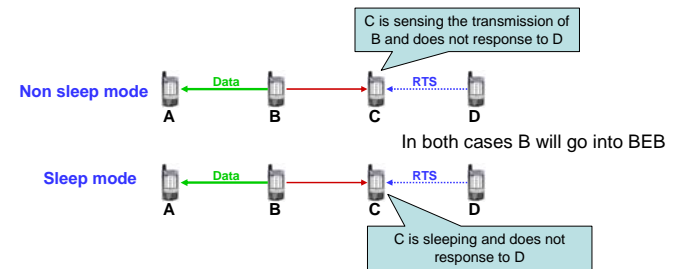 C is sensing the transmission of
B and does not response to D
Non sleep mode
Data
RTS
A
B
C
D
In both cases B will go into BEB
Sleep mode
Data
RTS
A
B
C
D
C is sleeping and does not
response to D